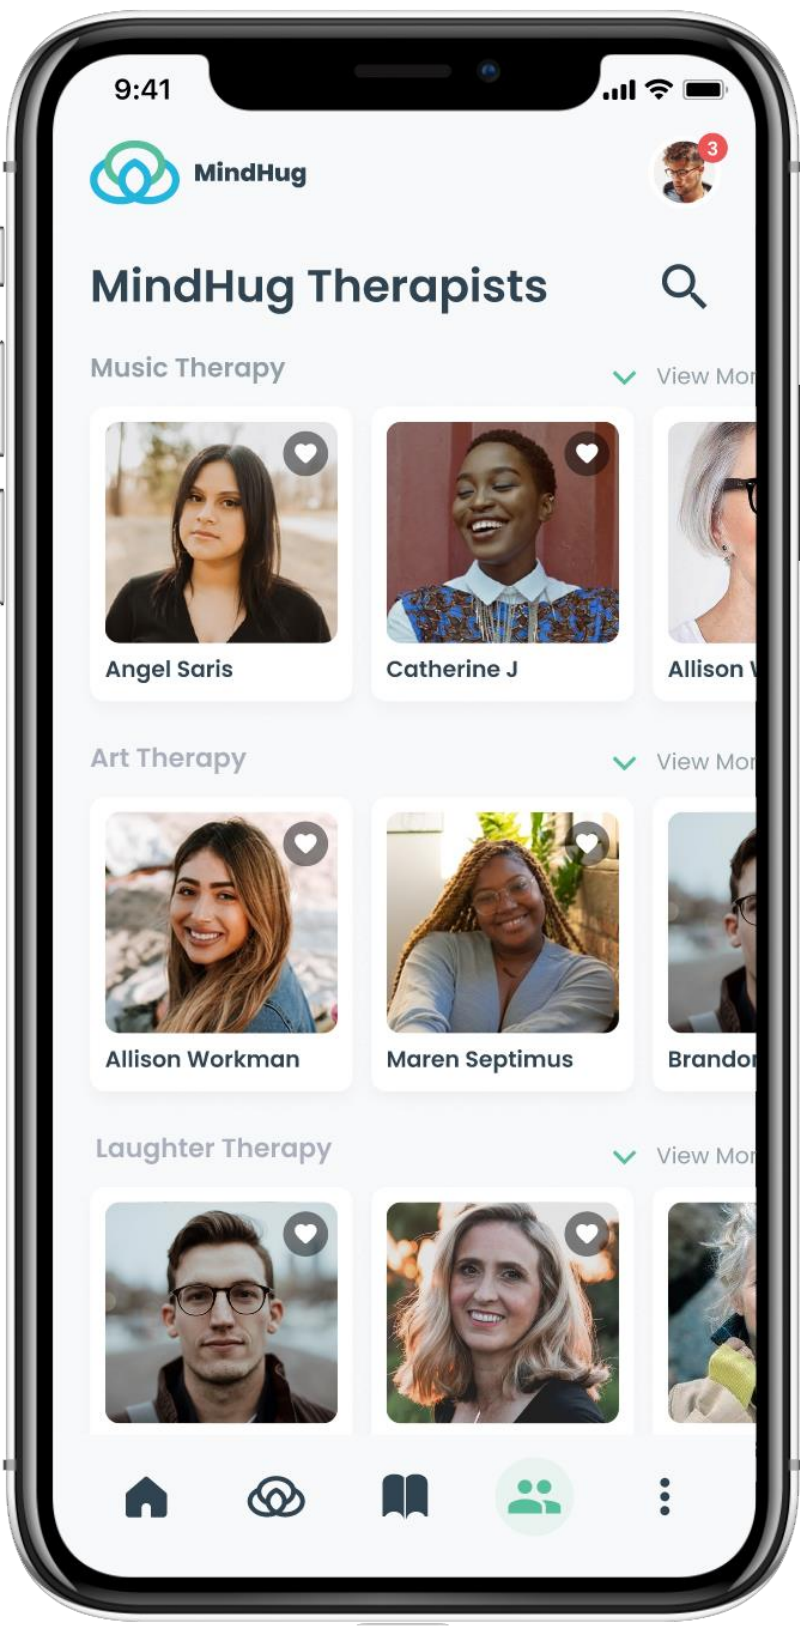 9:41
MindHug
3
MindHug Therapists
Music Therapy
View Mor
Angel Saris
Catherine J
Allison
Art Therapy
View Mor
Allison Workman
Maren Septimus
Brandon
Laughter Therapy
View Mor